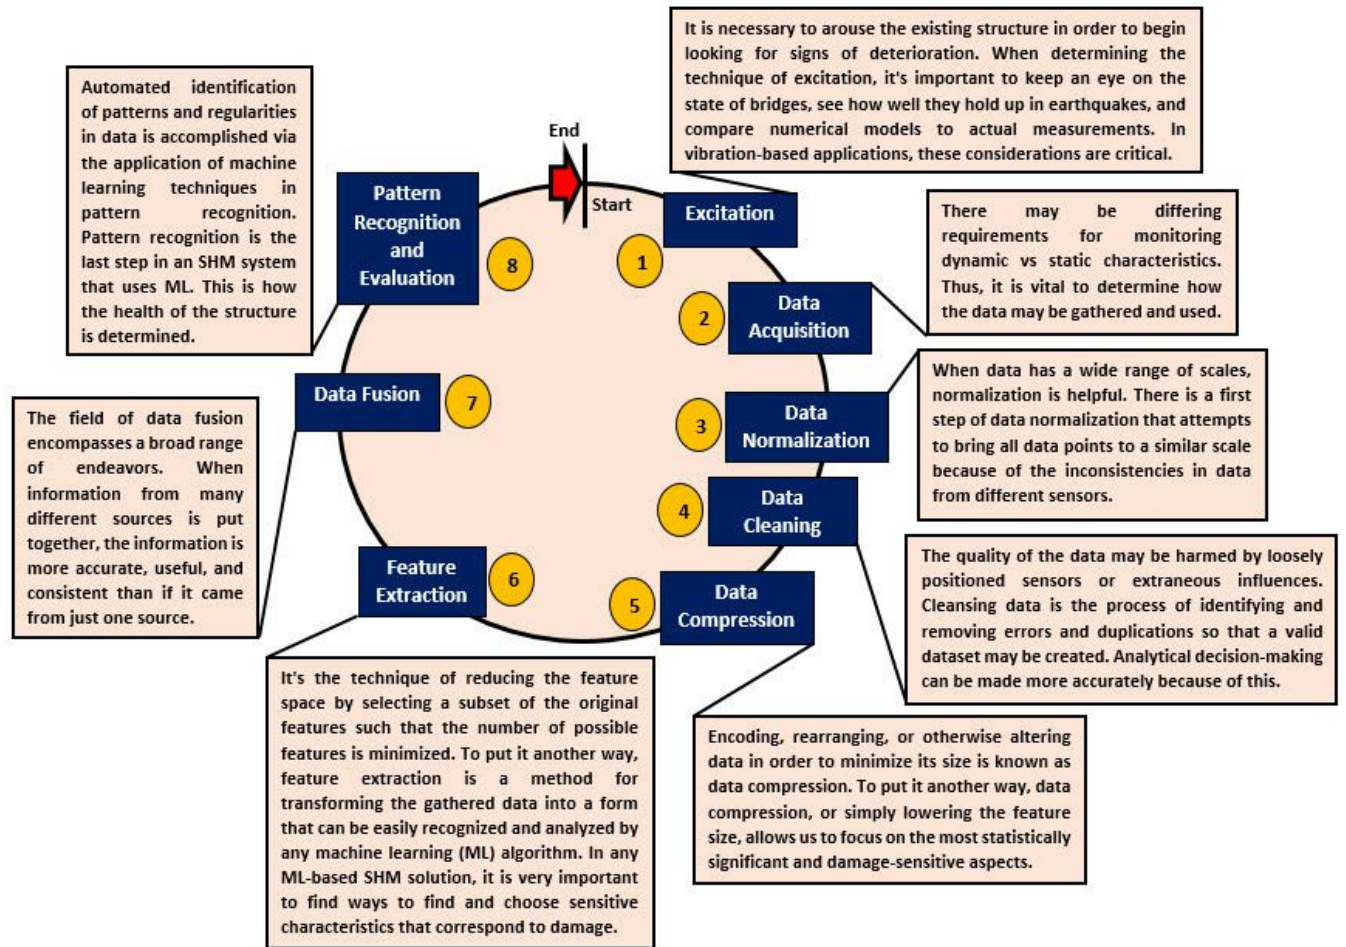 It is necessary to arouse the existing structure in order to begin
looking for signs of deterioration. When determining the
technique of excitation, it's important to keep an eye on the
state of bridges, see how well they hold up in earthquakes, and
compare numerical models to actual measurements. In
vibration-based applications, these considerations are critical.
End
Start
Excitation
1
There may be differing
requirements for monitoring
dynamic vs static characteristics.
Thus, it is vital to determine how
the data may be gathered and used.
Data
Acquisition
2
When data has a wide range of scales,
normalization is helpful. There is a first
step of data normalization that attempts
to bring all data points to a similar scale
because of the inconsistencies in data
from different sensors.
Data
Normalization
3
The quality of the data may be harmed by loosely
positioned sensors or extraneous influences.
Cleansing data is the process of identifying and
removing errors and duplications so that a valid
dataset may be created. Analytical decision-making
can be made more accurately because of this.
Data
Cleaning
4
Data
Compression
5
Encoding, rearranging, or otherwise altering
data in order to minimize its size is known as
data compression. To put it another way, data
compression, or simply lowering the feature
size, allows us to focus on the most statistically
significant and damage-sensitive aspects.
Feature
Extraction
6
It's the technique of reducing the feature
space by selecting a subset of the original
features such that the number of possible
features is minimized. To put it another way,
feature extraction is a method for
transforming the gathered data into a form
that can be easily recognized and analyzed by
any machine learning (ML) algorithm. In any
ML-based SHM solution, it is very important
to find ways to find and choose sensitive
characteristics that correspond to damage.
Data Fusion
7
The field of data fusion
encompasses a broad range
of endeavors. When
information from many
different sources is put
together, the information is
more accurate, useful, and
consistent than if it came
from just one source.
Pattern
Recognition
and
Evaluation
8
Automated identification
of patterns and regularities
in data is accomplished via
the application of machine
learning techniques in
pattern recognition.
Pattern recognition is the
last step in an SHM system
that uses ML. This is how
the health of the structure
is determined.